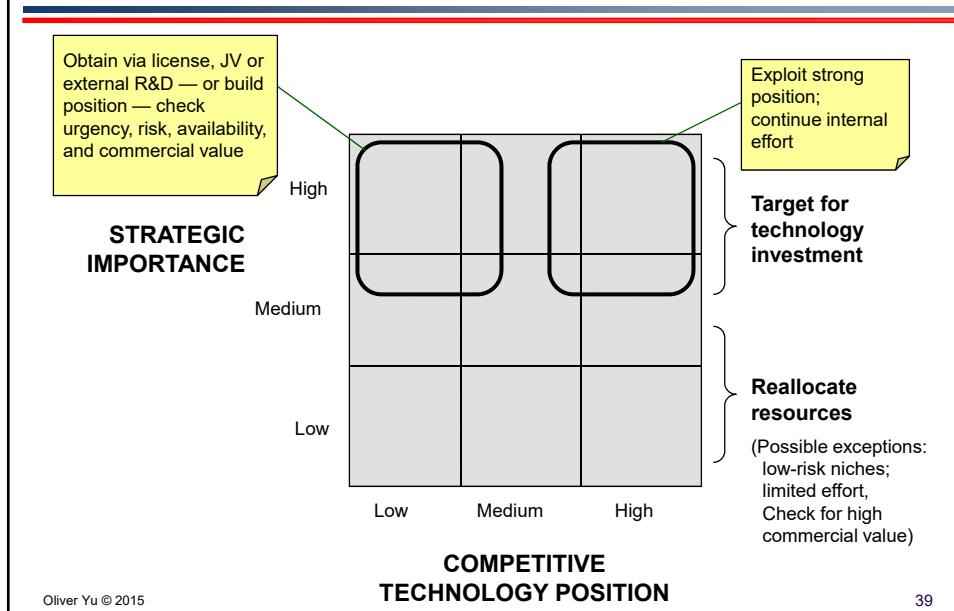 Obtain via license, JV or
external R&D — or build
position — check
urgency, risk, availability,
and commercial value
Exploit strong
position;
continue internal
effort
High
STRATEGIC
IMPORTANCE
Medium
Low
Target for
technology
investment
Reallocate
resources
(Possible exceptions:
low-risk niches;
limited effort,
Check for high
commercial value)
Low
Medium
High
COMPETITIVE
TECHNOLOGY POSITION
Oliver Yu © 2015
39